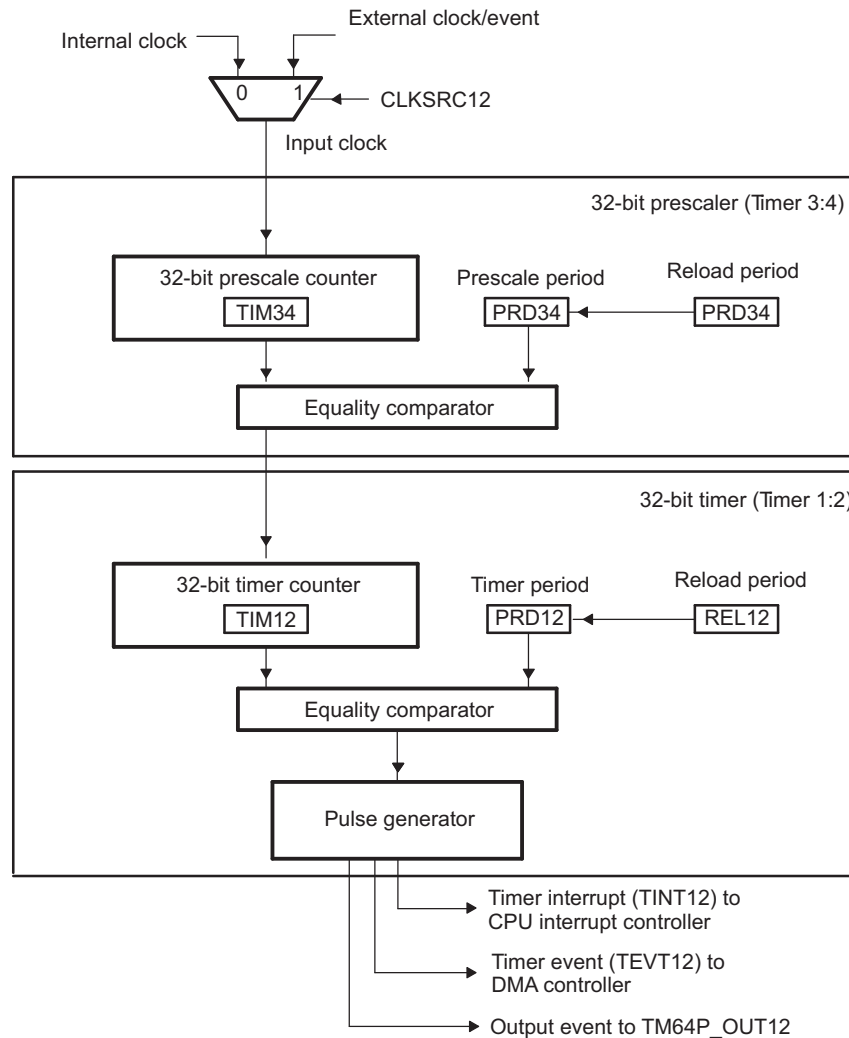 External clock/event
Internal clock
0 1
CLKSRC12
Input clock
32-bit prescaler (Timer 3:4)
32-bit prescale counter
TIM34
Prescale period
PRD34
Reload period
PRD34
Equality comparator
32-bit timer (Timer 1:2)
32-bit timer counter
TIM12
Timer period
PRD12
Reload period
REL12
Equality comparator
Pulse generator
Timer interrupt (TINT12) to
CPU interrupt controller
Timer event (TEVT12) to
DMA controller
Output event to TM64P_OUT12